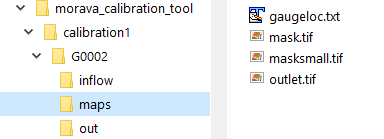 morava_calibration_tool
calibration1
G0002
inflow
maps
out
gaugeloc.txt
mask.tif
masksmall.tif
outlet.tif